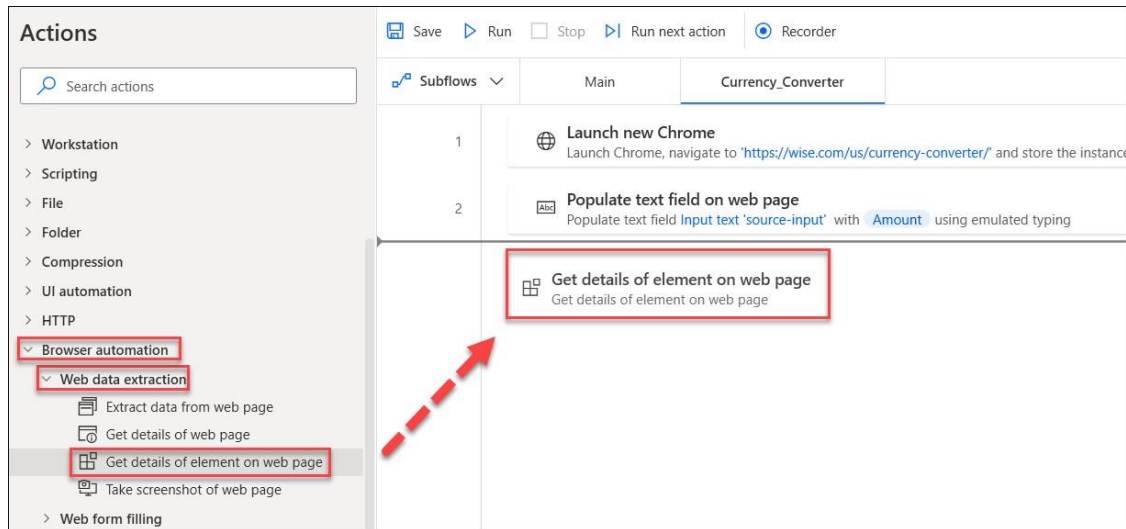 Actions
Search actions
Workstation
Scripting
File
Folder
Compression
UI automation
HTTP
Browser automation
Web data extraction
Extract data from web page
Get details of web page
Get details of element on web page
Take screenshot of web page
Web form filling
Save Run Stop Run next action Recorder
Subflows Main Currency_Converter
1
Launch new Chrome
Launch Chrome, navigate to 'https://wise.com/us/currency-converter/' and store the instance
2
Abc
Populate text field on web page
Populate text field Input text 'source-input' with Amount using emulated typing
Get details of element on web page
Get details of element on web page